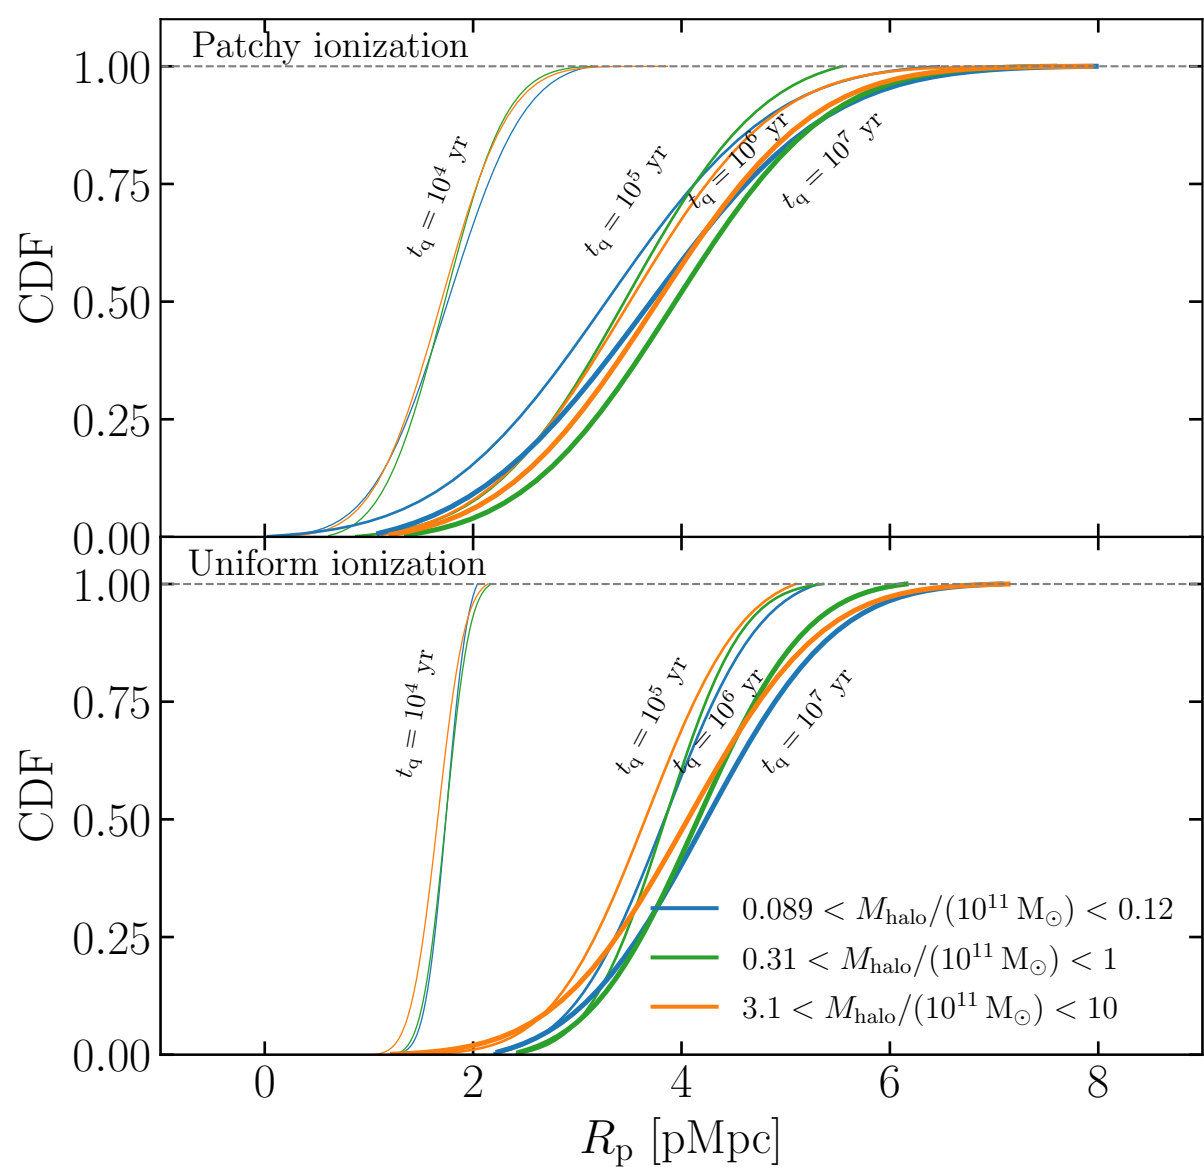 Patchy ionization
1.00
0.75
0.50
0.25
0.00
CDF
t_q = 10^4 yr
t_q = 10^5 yr
t_q = 10^6 yr
t_q = 10^7 yr
Uniform ionization
1.00
0.75
0.50
0.25
0.00
CDF
t_q = 10^4 yr
t_q = 10^5 yr
t_q = 10^6 yr
t_q = 10^7 yr
0.089 < M_halo/(10^11 M_⊙) < 0.12
0.31 < M_halo/(10^11 M_⊙) < 1
3.1 < M_halo/(10^11 M_⊙) < 10
0 2 4 6 8
R_p [pMpc]